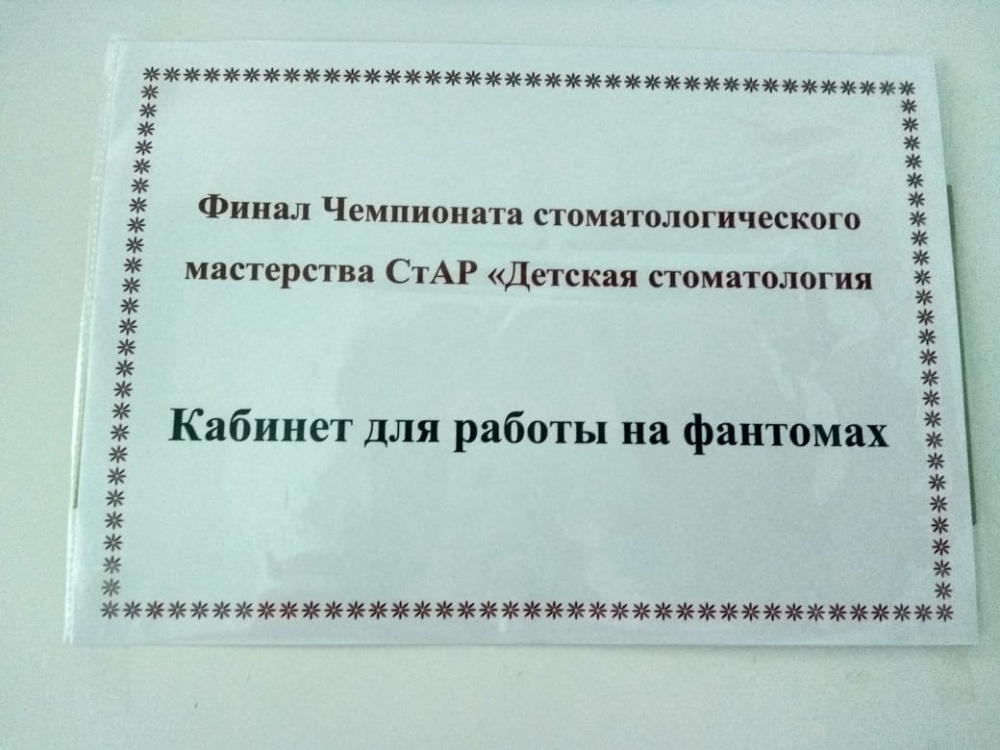 Финал Чемпионата стоматологического
мастерства СтАР «Детская стоматология
Кабинет для работы на фантомах